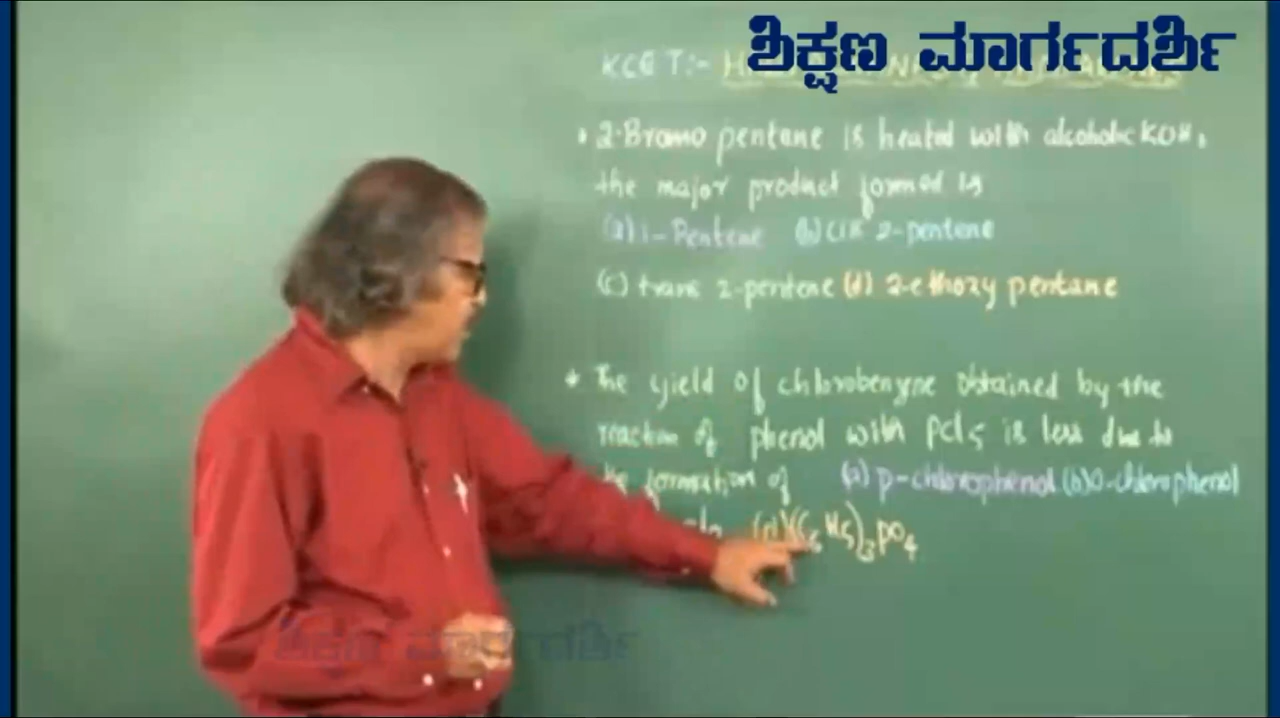 ಶಿಕ್ಷಣ ಮಾರ್ಗದರ್ಶಿ
KCET:-
2-Bromo pentane is heated with alcoholic KOH,
the major product formed is
(a) 1-Pentene (b) cis 2-pentene
(c) trans 2-pentene (d) 2-ethoxy pentane
The yield of chlorobenzene obtained by the
reaction of phenol with PCl5 is less due to
the formation of (a) p-chlorophenol (b) o-chlorophenol
(d) (C6H5)3PO4
ಶಿಕ್ಷಣ ಮಾರ್ಗದರ್ಶಿ